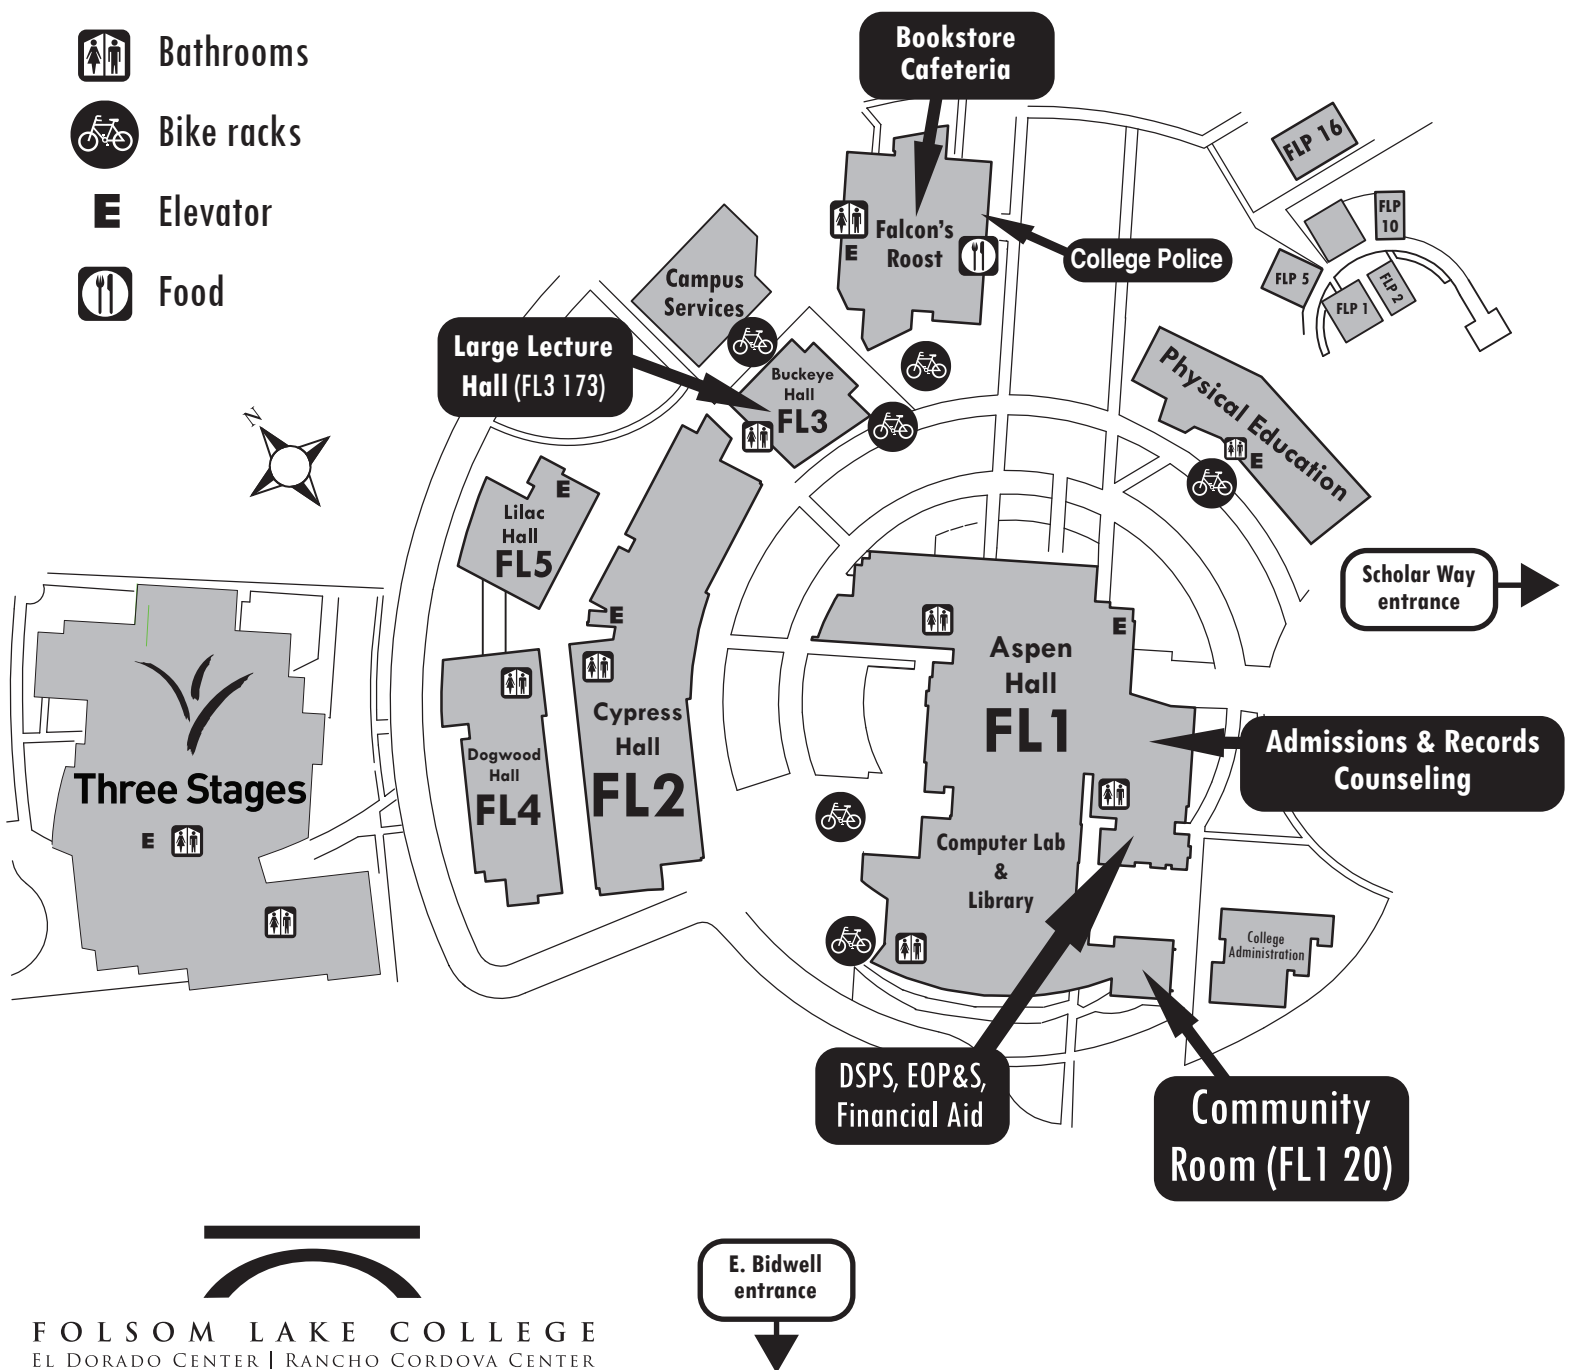 Bathrooms
Bike racks
E Elevator
Food
Bookstore
Cafeteria
FLP 16
FLP
10
FLP 5
FLP 2
FLP 1
Falcon's
Roost
E
College Police
Campus
Services
Large Lecture
Hall (FL3 173)
Buckeye
Hall
FL3
Physical Education
E
N
Lilac
Hall
FL5
E
E
Scholar Way
entrance
Aspen
Hall
FL1
E
Cypress
Hall
FL2
Dogwood
Hall
FL4
Three Stages
E
Admissions & Records
Counseling
Computer Lab
&
Library
College
Administration
DSPS, EOP&S,
Financial Aid
Community
Room (FL1 20)
E. Bidwell
entrance
FOLSOM LAKE COLLEGE
EL DORADO CENTER | RANCHO CORDOVA CENTER